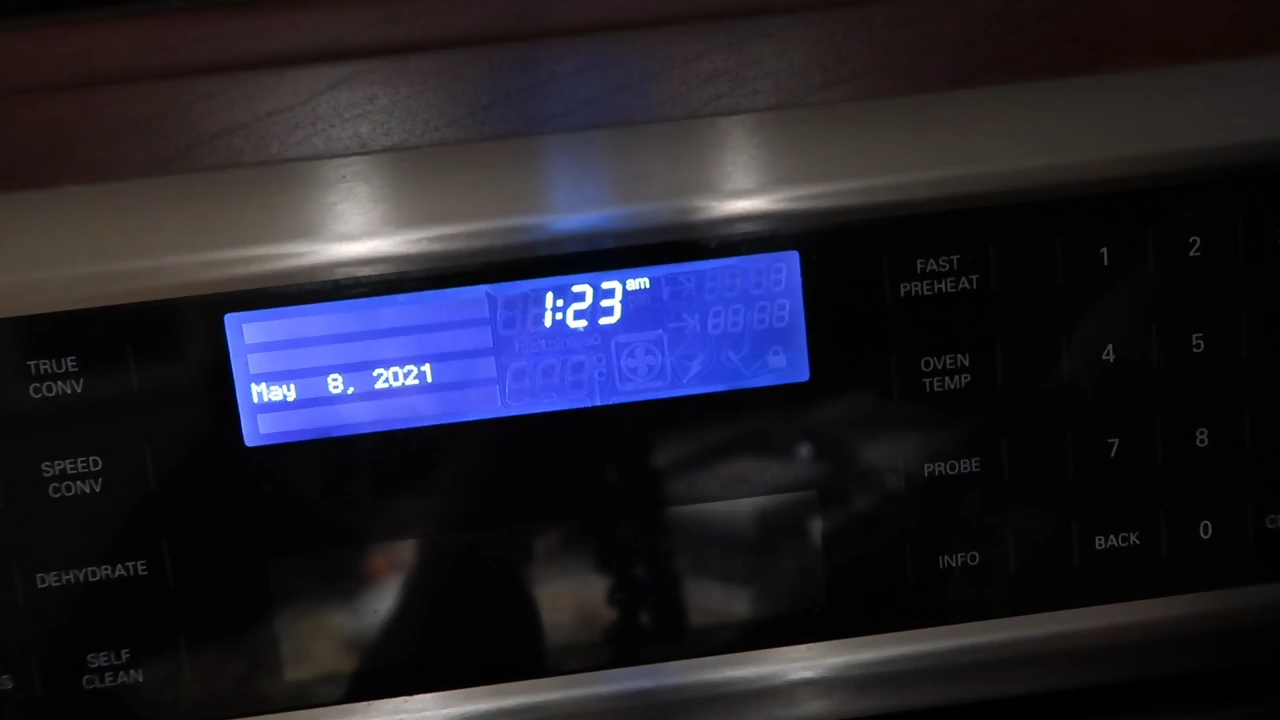 TRUE
CONV
SPEED
CONV
DEHYDRATE
SELF
CLEAN
1:23 am
May 8, 2021
FAST
PREHEAT
OVEN
TEMP
PROBE
INFO
1 2
4 5
7 8
BACK 0